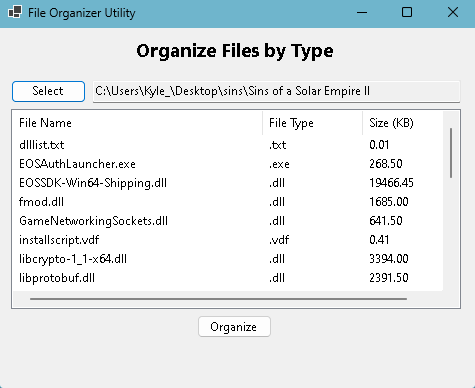 File Organizer Utility
Organize Files by Type
Select C:\Users\Kyle_\Desktop\sins\Sins of a Solar Empire II
File Name File Type Size (KB)
dlllist.txt .txt 0.01
EOSAuthLauncher.exe .exe 268.50
EOSSDK-Win64-Shipping.dll .dll 19466.45
fmod.dll .dll 1685.00
GameNetworkingSockets.dll .dll 641.50
installscript.vdf .vdf 0.41
libcrypto-1_1-x64.dll .dll 3394.00
libprotobuf.dll .dll 2391.50
Organize